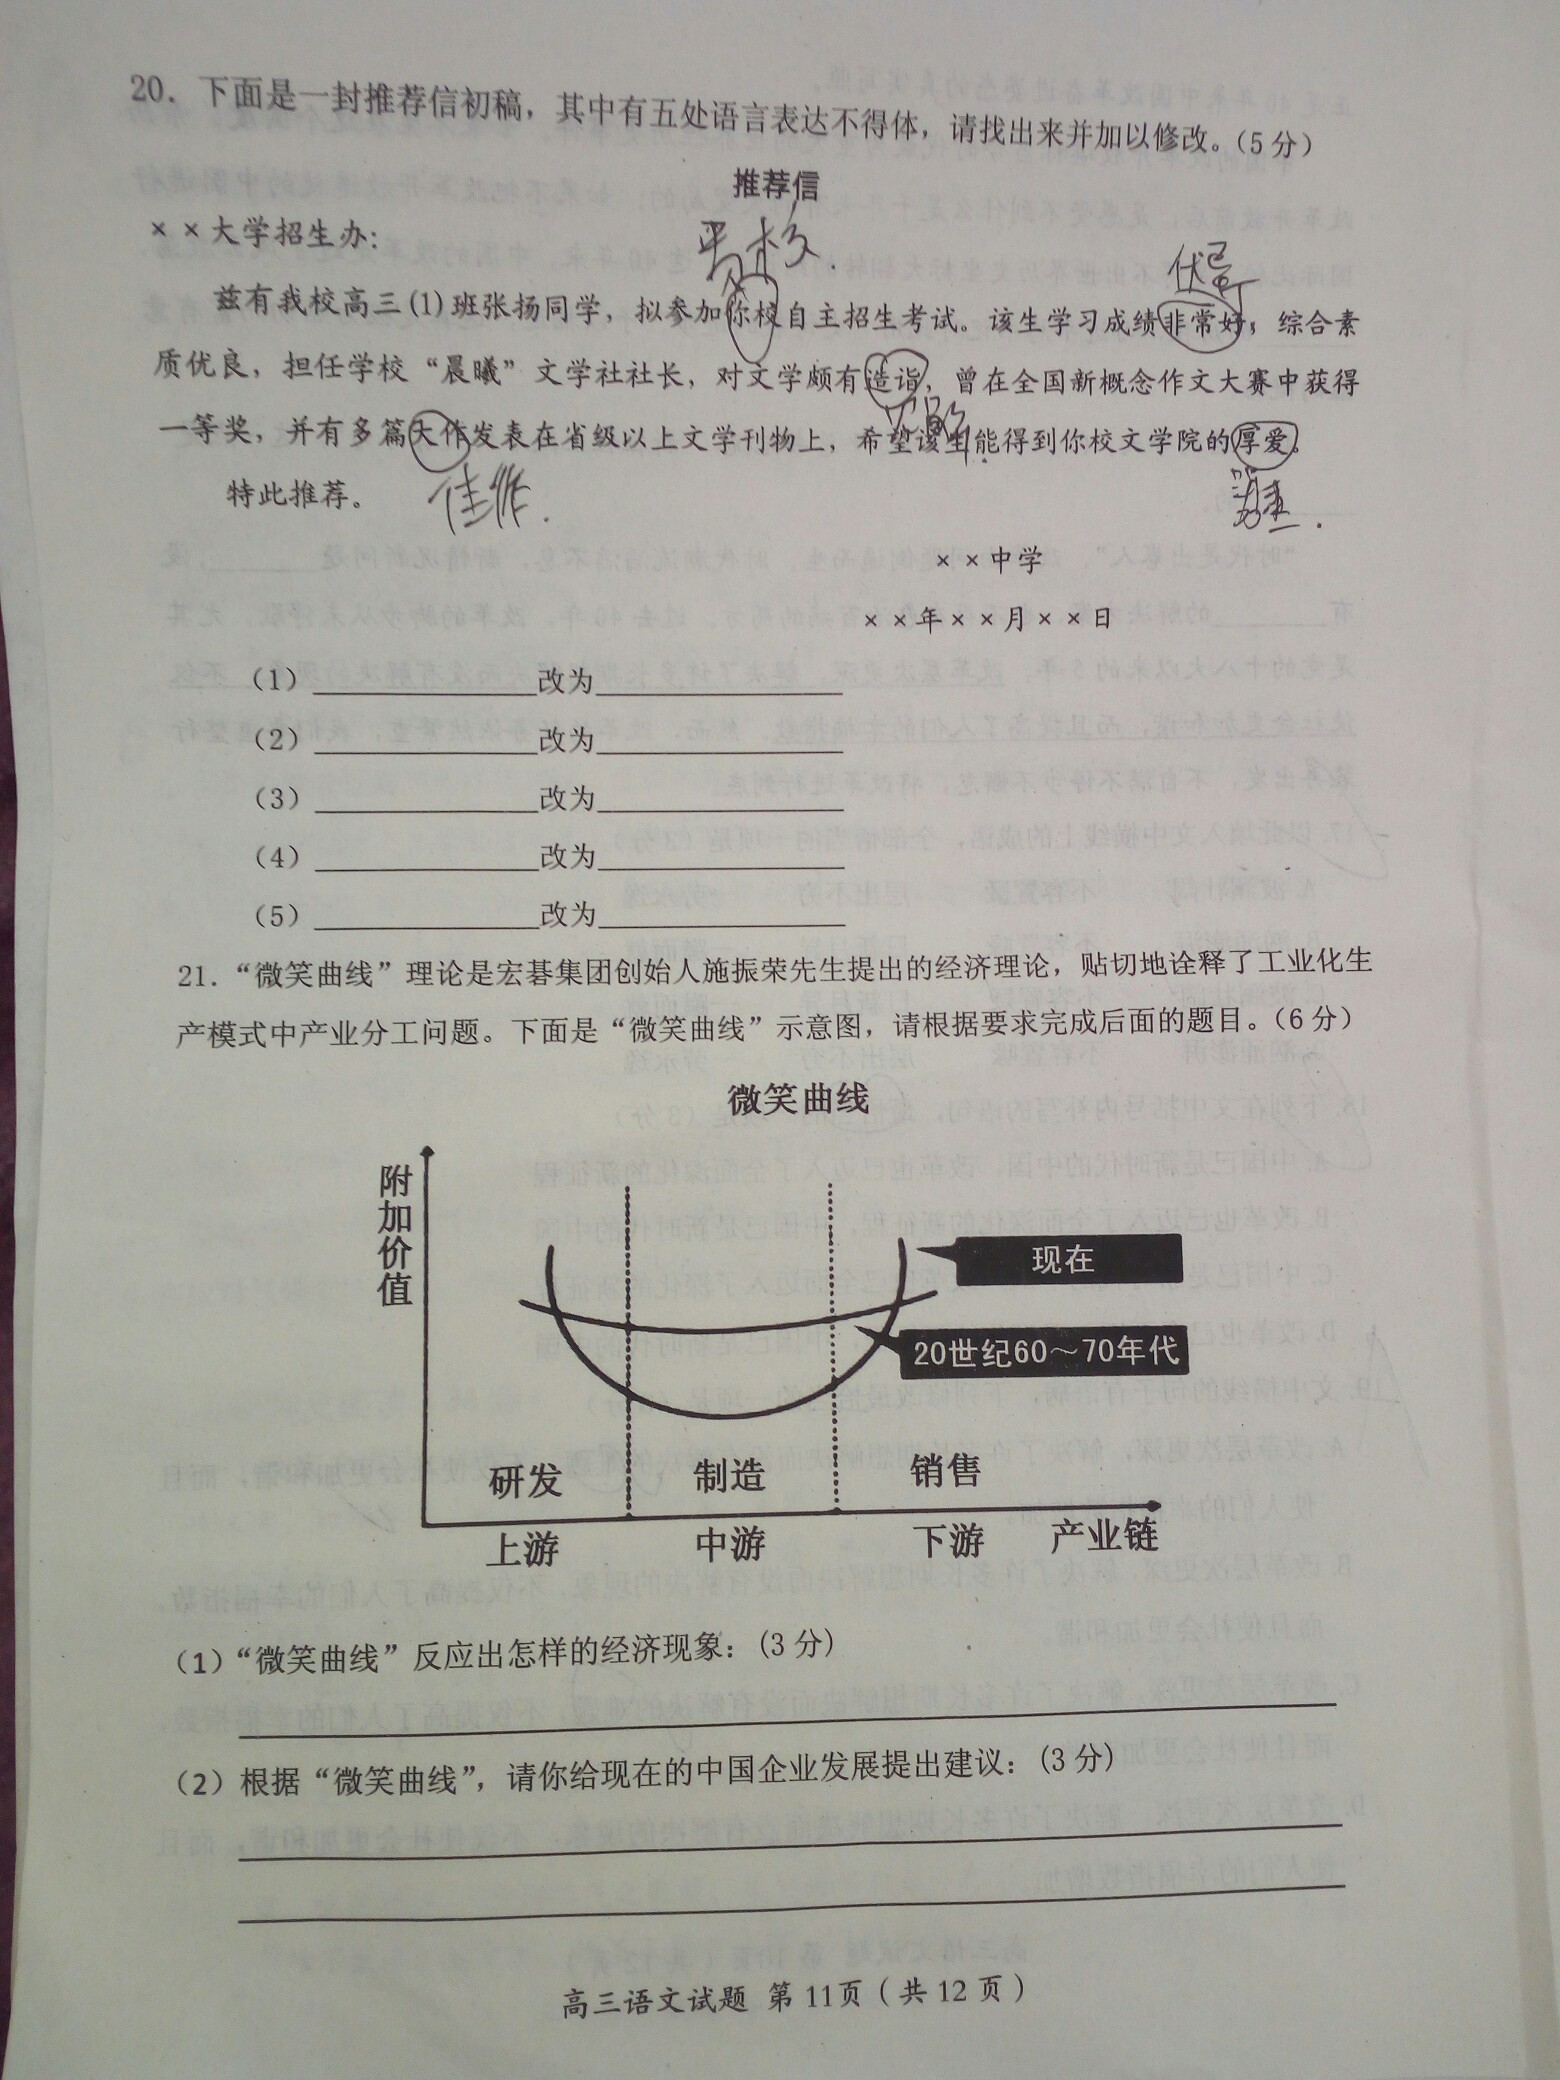 20. 下面是一封推荐信初稿，其中有五处语言表达不得体，请找出来并加以修改。（5分）
推荐信
××大学招生办：
贵校.
兹有我校高三(1)班张扬同学，拟参加你校自主招生考试。该生学习成绩非常好，综合素
质优良，担任学校“晨曦”文学社社长，对文学颇有造诣，曾在全国新概念作文大赛中获得
一等奖，并有多篇大作发表在省级以上文学刊物上，希望该生能得到你校文学院的厚爱。
特此推荐。
佳作.
××中学
××年××月××日
（1）改为
（2）改为
（3）改为
（4）改为
（5）改为
21. “微笑曲线”理论是宏碁集团创始人施振荣先生提出的经济理论，贴切地诠释了工业化生
产模式中产业分工问题。下面是“微笑曲线”示意图，请根据要求完成后面的题目。（6分）
微笑曲线
附加价值
现在
20世纪60～70年代
研发 制造 销售
上游 中游 下游 产业链
（1）“微笑曲线”反应出怎样的经济现象：(3分)
（2）根据“微笑曲线”，请你给现在的中国企业发展提出建议：(3分)
高三语文试题 第11页（共12页）